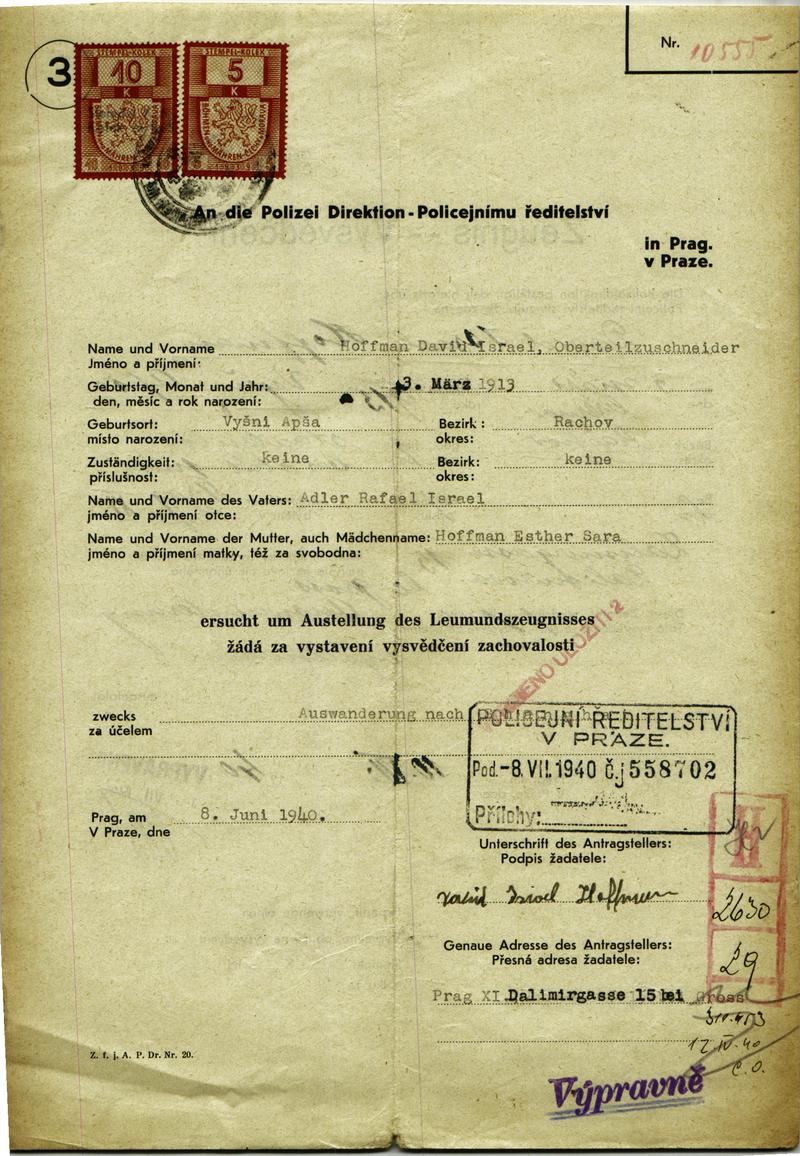 Nr. 10555
3
STEMPEL-KOLEK
10
K
STEMPEL-KOLEK
5
K
An die Polizei Direktion - Policejnímu ředitelství
in Prag.
v Praze.
Name und Vorname Hoffman David Israel, Oberteilzuschneider
Jméno a příjmení:
Geburtstag, Monat und Jahr: 3. März 1913
den, měsíc a rok narození:
Geburtsort: Vyšni Apša Bezirk: Rachov
místo narození: okres:
Zuständigkeit: keine Bezirk: keine
příslušnost: okres:
Name und Vorname des Vaters: Adler Rafael Israel
jméno a příjmení otce:
Name und Vorname der Mutter, auch Mädchenname: Hoffman Esther Sara
jméno a příjmení matky, též za svobodna:
ersucht um Austellung des Leumundszeugnisses
žádá za vystavení vysvědčení zachovalosti
ULOŽITI 2
zwecks Auswanderung nach
za účelem
POLICEJNÍ ŘEDITELSTVÍ
V PRAZE.
Pod. -8. VII. 1940 č.j 558702
Přílohy:
Prag, am 8. Juni 1940.
V Praze, dne
Unterschrift des Antragstellers:
Podpis žadatele:
David Israel Hoffman
2630
Genaue Adresse des Antragstellers:
Přesná adresa žadatele:
29
Prag XI. Dalimirgasse 15 bei Gross
12 IV. 40
Z. f. j. A. P. Dr. Nr. 20.
Výpravně